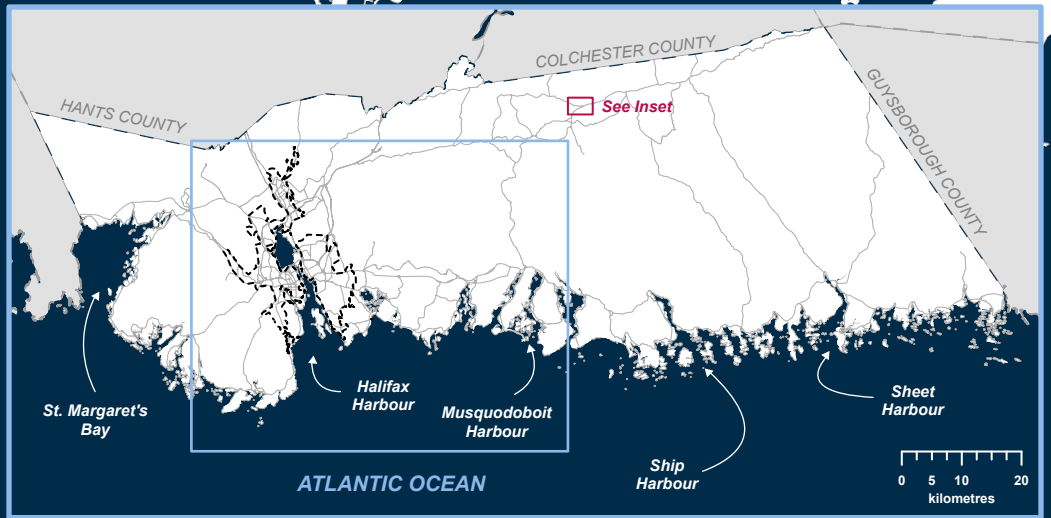 COLCHESTER COUNTY
HANTS COUNTY
See Inset
GUYSBOROUGH COUNTY
St. Margaret's
Bay
Halifax
Harbour
Musquodoboit
Harbour
Ship
Harbour
Sheet
Harbour
ATLANTIC OCEAN
0 5 10 20
kilometres